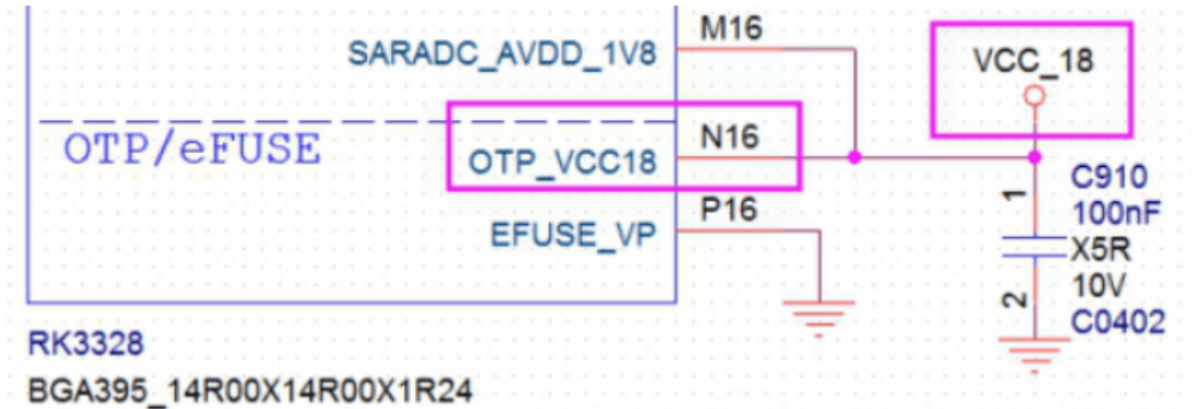 SARADC_AVDD_1V8
M16
VCC_18
OTP/eFUSE
OTP_VCC18
N16
EFUSE_VP
P16
1
2
C910
100nF
X5R
10V
C0402
RK3328
BGA395_14R00X14R00X1R24